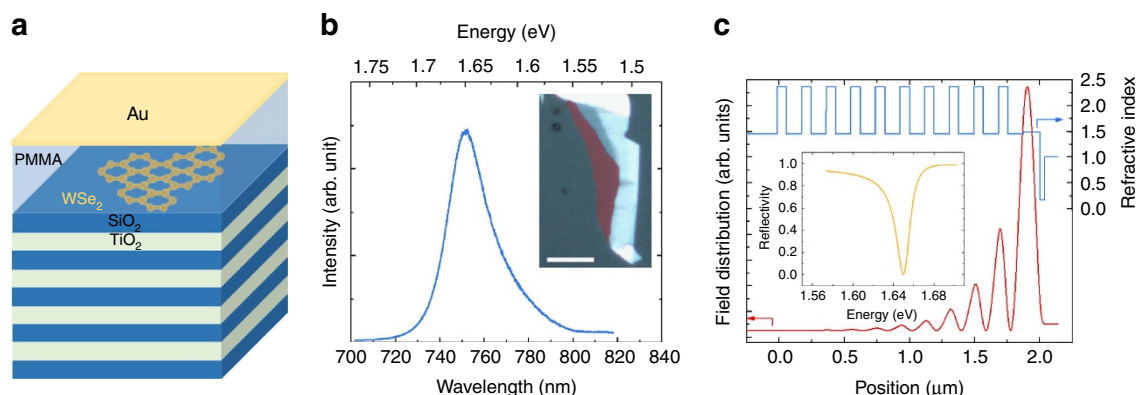 a
Au
PMMA
WSe₂
SiO₂
TiO₂
b
Energy (eV)
1.75 1.7 1.65 1.6 1.55 1.5
Intensity (arb. unit)
700 720 740 760 780 800 820 840
Wavelength (nm)
c
Field distribution (arb. units)
2.5
2.0
1.5
1.0
0.5
0.0
Refractive index
Reflectivity
1.0
0.8
0.6
0.4
0.2
0.0
1.56 1.60 1.64 1.68
Energy (eV)
0.0 0.5 1.0 1.5 2.0
Position (μm)